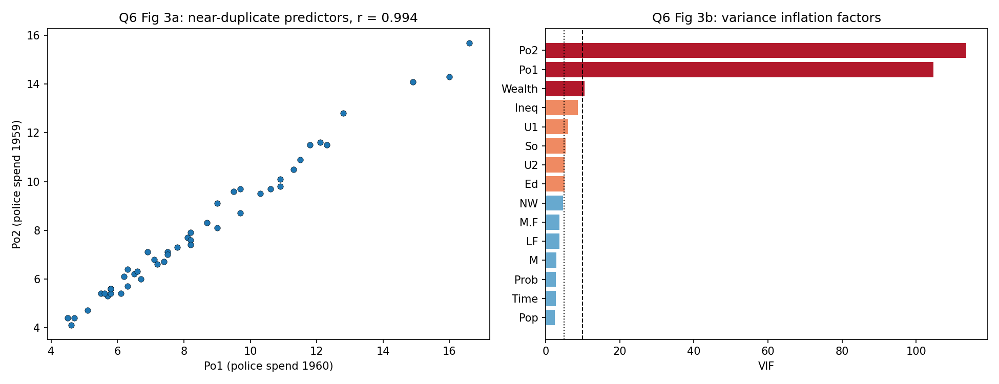 Q6 Fig 3a: near-duplicate predictors, r = 0.994
16
14
12
10
8
6
4
Po2 (police spend 1959)
4 6 8 10 12 14 16
Po1 (police spend 1960)
Q6 Fig 3b: variance inflation factors
Po2
Po1
Wealth
Ineq
U1
So
U2
Ed
NW
M.F
LF
M
Prob
Time
Pop
0 20 40 60 80 100
VIF